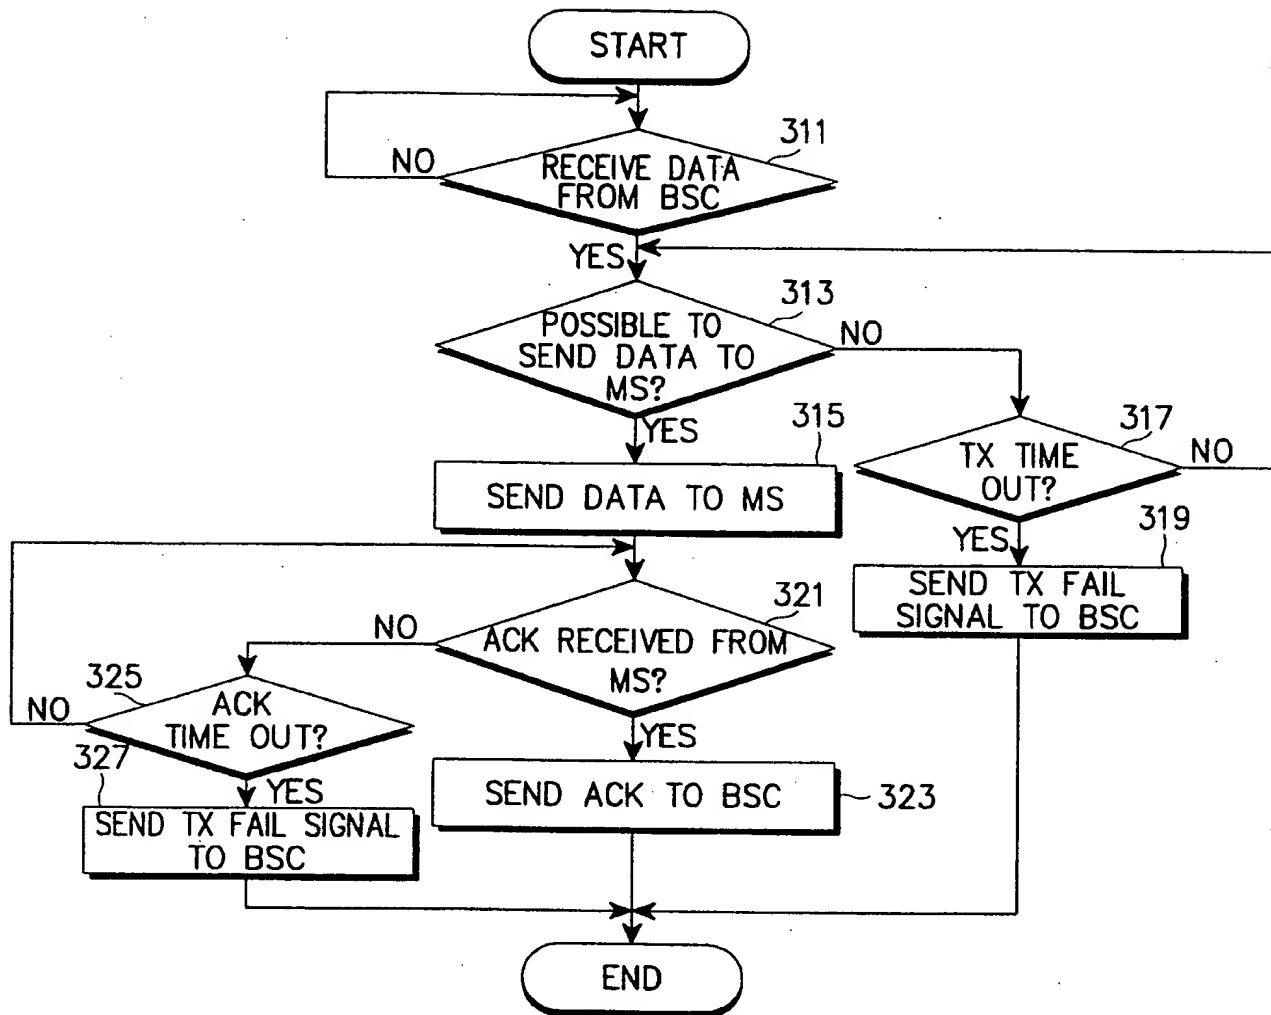 START
311
NO
RECEIVE DATA
FROM BSC
YES
313
POSSIBLE TO
SEND DATA TO
MS?
NO
YES
315
317
SEND DATA TO MS
TX TIME
OUT?
NO
YES
319
SEND TX FAIL
SIGNAL TO BSC
321
NO
ACK RECEIVED FROM
MS?
325
ACK
TIME OUT?
NO
YES
327
YES
SEND ACK TO BSC
323
SEND TX FAIL SIGNAL
TO BSC
END